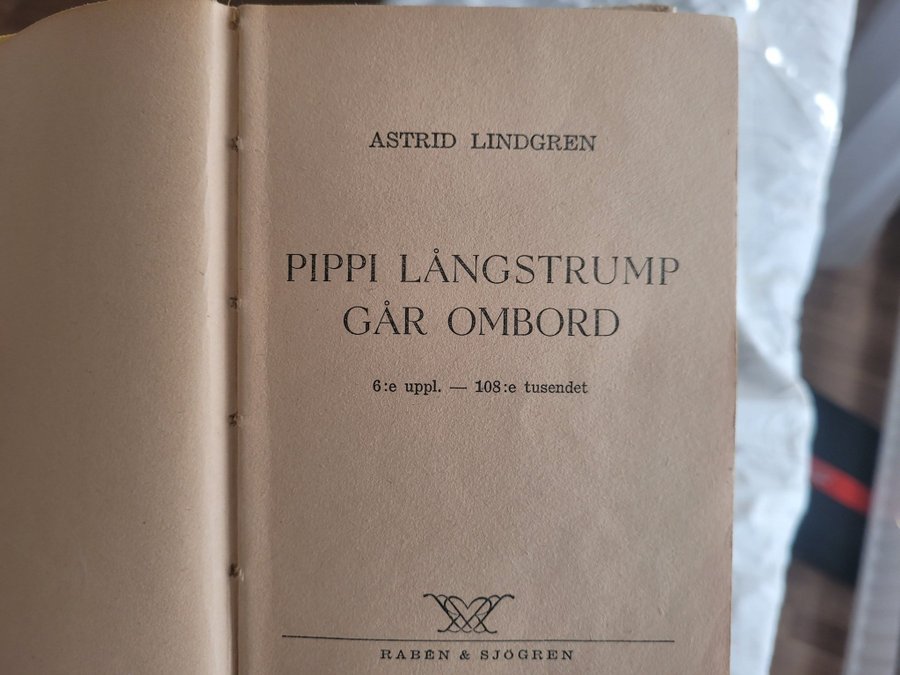 ASTRID LINDGREN
PIPPI LÅNGSTRUMP
GÅR OMBORD
6:e uppl. — 108:e tusendet
RABÉN & SJÖGREN